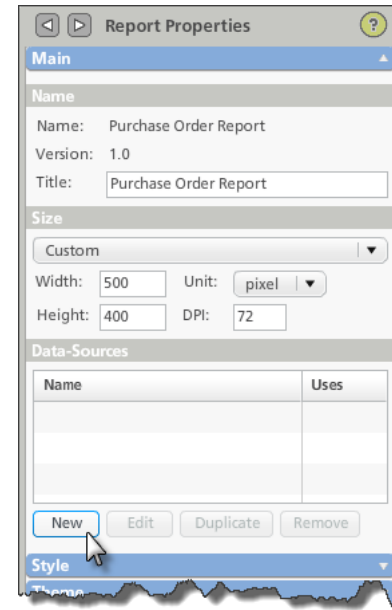 Report Properties
?
Main
Name
Name: Purchase Order Report
Version: 1.0
Title: Purchase Order Report
Size
Custom
Width: 500 Unit: pixel
Height: 400 DPI: 72
Data-Sources
Name Uses
New Edit Duplicate Remove
Style
Theme